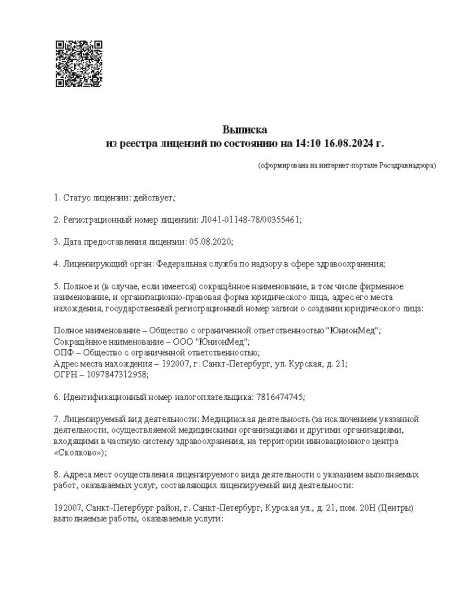 Выписка
из реестра лицензий по состоянию на 14:10 16.08.2024 г.
(сформирована на интернет-портале Росздравнадзора)
1. Статус лицензии: действует;
2. Регистрационный номер лицензии: Л041-01148-78/00355461;
3. Дата предоставления лицензии: 05.08.2020;
4. Лицензирующий орган: Федеральная служба по надзору в сфере здравоохранения;
5. Полное и (в случае, если имеется) сокращённое наименование, в том числе фирменное
наименование, и организационно-правовая форма юридического лица, адрес его места
нахождения, государственный регистрационный номер записи о создании юридического лица:
Полное наименование – Общество с ограниченной ответственностью "ЮнионМед";
Сокращённое наименование – ООО "ЮнионМед";
ОПФ – Общество с ограниченной ответственностью;
Адрес места нахождения – 192007, г. Санкт-Петербург, ул. Курская, д. 21;
ОГРН – 1097847312958;
6. Идентификационный номер налогоплательщика: 7816474745;
7. Лицензируемый вид деятельности: Медицинская деятельность (за исключением указанной
деятельности, осуществляемой медицинскими организациями и другими организациями,
входящими в частную систему здравоохранения, на территории инновационного центра
«Сколково»);
8. Адреса мест осуществления лицензируемого вида деятельности с указанием выполняемых
работ, оказываемых услуг, составляющих лицензируемый вид деятельности:
192007, Санкт-Петербург район, г. Санкт-Петербург, Курская ул., д. 21, пом. 20Н (Центры)
выполняемые работы, оказываемые услуги: